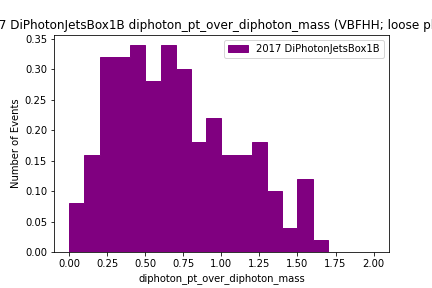 7 DiPhotonJetsBox1B diphoton_pt_over_diphoton_mass (VBFHH; loose p
2017 DiPhotonJetsBox1B
Number of Events
0.35
0.30
0.25
0.20
0.15
0.10
0.05
0.00
0.00 0.25 0.50 0.75 1.00 1.25 1.50 1.75 2.00
diphoton_pt_over_diphoton_mass